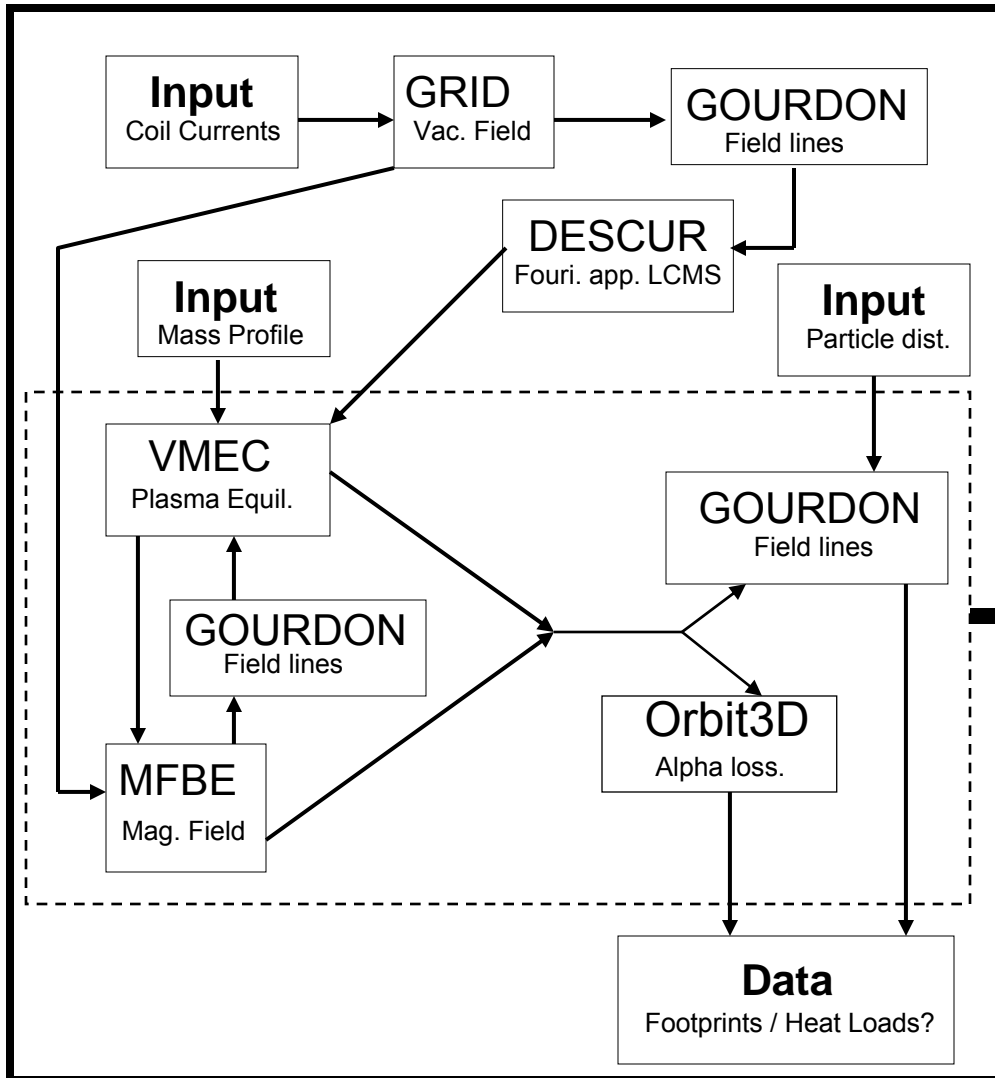 Input
Coil Currents
GRID
Vac. Field
GOURDON
Field lines
DESCUR
Fouri. app. LCMS
Input
Mass Profile
Input
Particle dist.
VMEC
Plasma Equil.
GOURDON
Field lines
GOURDON
Field lines
MFBE
Mag. Field
Orbit3D
Alpha loss.
Data
Footprints / Heat Loads?